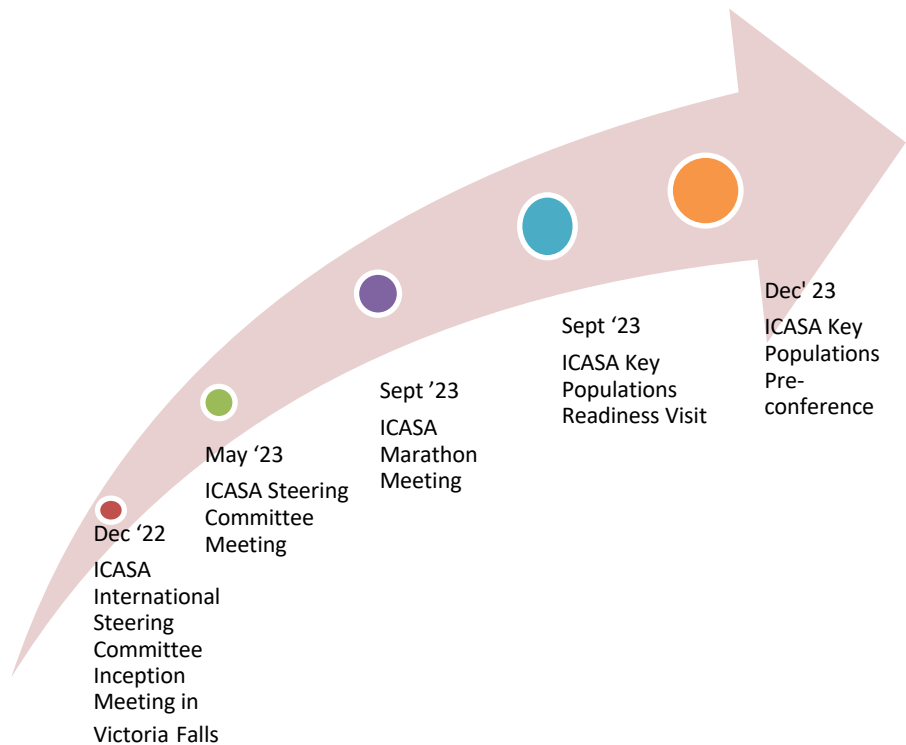 Dec ‘22
ICASA
International
Steering
Committee
Inception
Meeting in
Victoria Falls
May ‘23
ICASA Steering
Committee
Meeting
Sept ’23
ICASA
Marathon
Meeting
Sept ‘23
ICASA Key
Populations
Readiness Visit
Dec' 23
ICASA Key
Populations
Pre-
conference